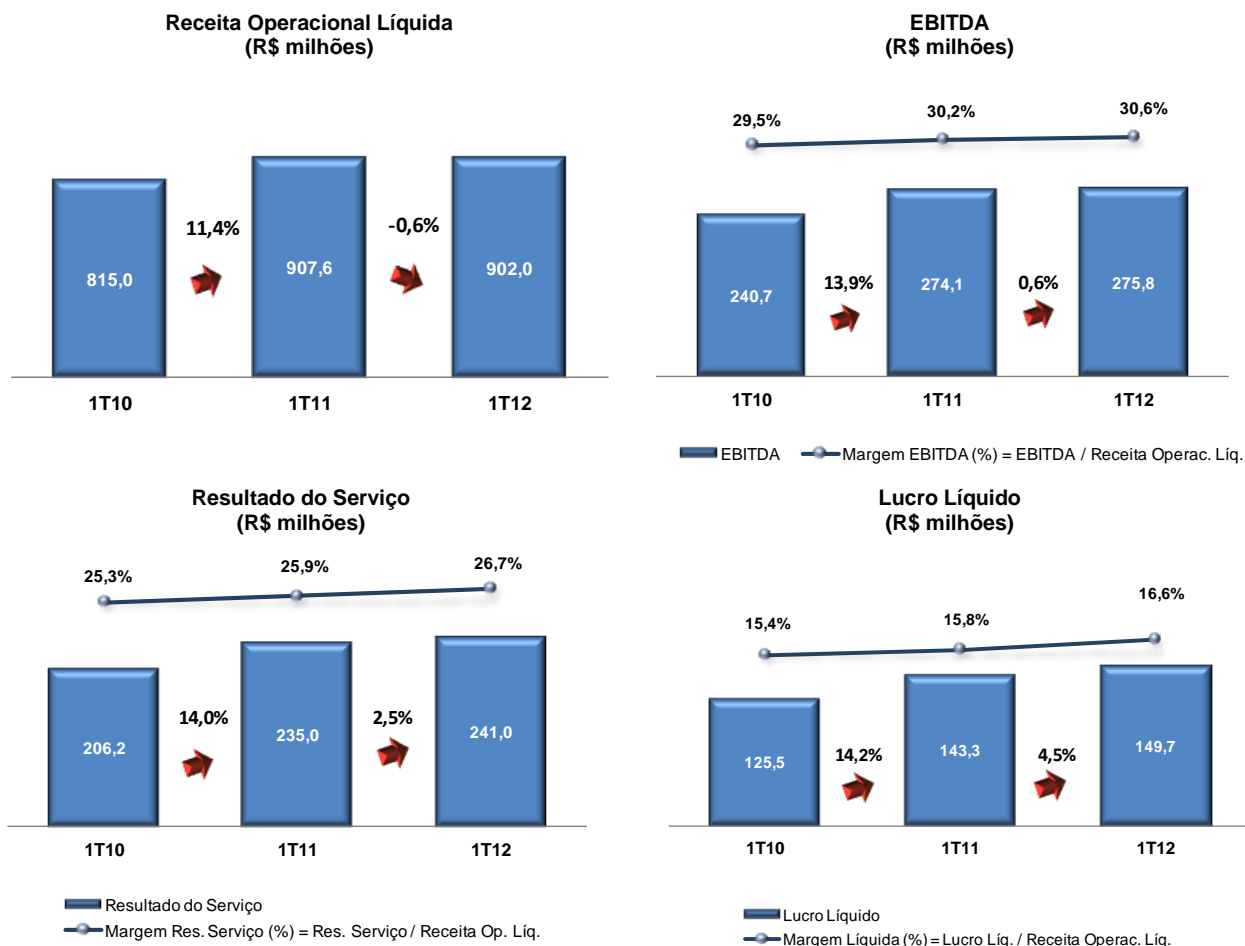 Receita Operacional Líquida
(R$ milhões)
11,4%
-0,6%
815,0
907,6
902,0
1T10
1T11
1T12
EBITDA
(R$ milhões)
29,5%
30,2%
30,6%
240,7
13,9%
274,1
0,6%
275,8
1T10
1T11
1T12
EBITDA
Margem EBITDA (%) = EBITDA / Receita Operac. Líq.
Resultado do Serviço
(R$ milhões)
25,3%
25,9%
26,7%
206,2
14,0%
235,0
2,5%
241,0
1T10
1T11
1T12
Resultado do Serviço
Margem Res. Serviço (%) = Res. Serviço / Receita Op. Líq.
Lucro Líquido
(R$ milhões)
15,4%
15,8%
16,6%
125,5
14,2%
143,3
4,5%
149,7
1T10
1T11
1T12
Lucro Líquido
Margem Líquida (%) = Lucro Líq. / Receita Operac. Líq.